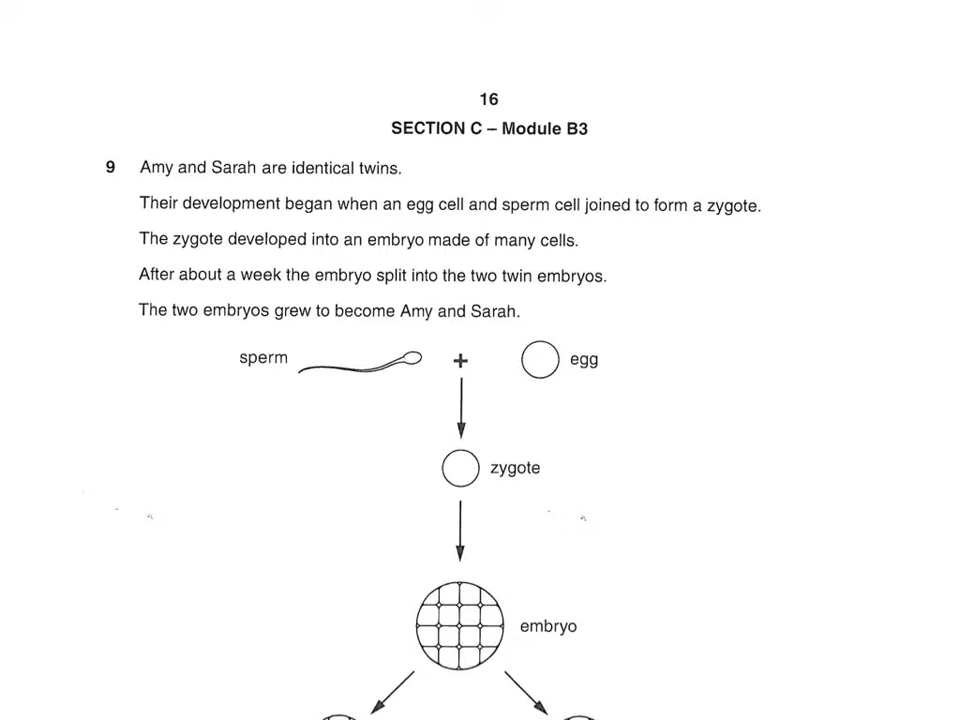 16
SECTION C – Module B3
9 Amy and Sarah are identical twins.
Their development began when an egg cell and sperm cell joined to form a zygote.
The zygote developed into an embryo made of many cells.
After about a week the embryo split into the two twin embryos.
The two embryos grew to become Amy and Sarah.
sperm + egg
zygote
embryo